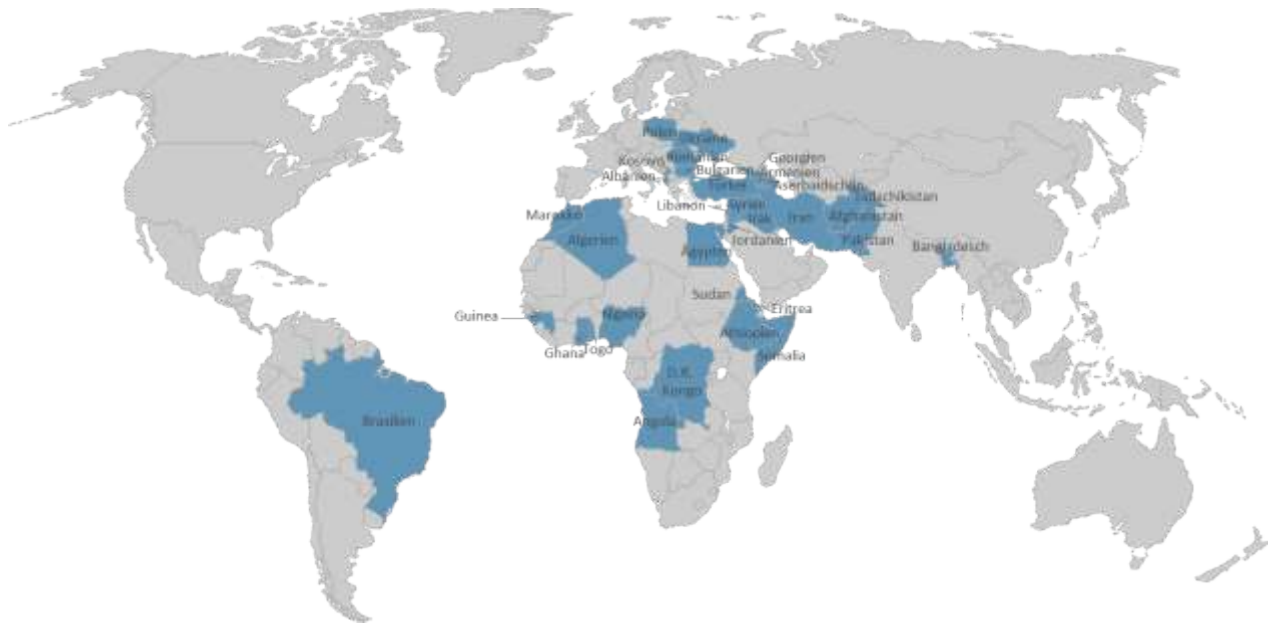 Polen
Ukraine
Kosovo
Rumänien
Georgien
Bulgarien
Armenien
Albanien
Türkei
Aserbaidschan
Tadschikistan
Libanon
Syrien
Marokko
Irak
Iran
Afghanistan
Algerien
Jordanien
Pakistan
Bangladesch
Ägypten
Sudan
Eritrea
Guinea
Nigeria
Äthiopien
Ghana
Togo
Somalia
D.R.
Kongo
Brasilien
Angola